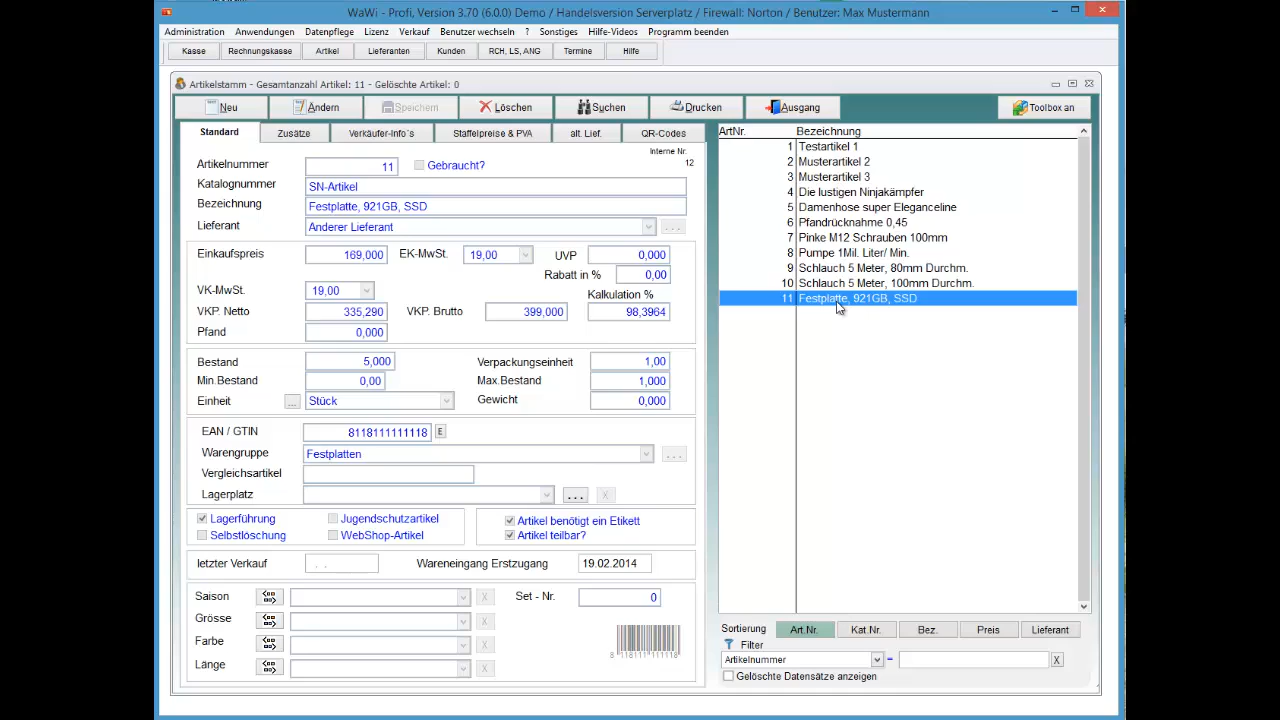 WaWi - Profi, Version 3.70 (6.0.0) Demo / Handelsversion Serverplatz / Firewall: Norton / Benutzer: Max Mustermann
Administration Anwendungen Datenpflege Lizenz Verkauf Benutzer wechseln ? Sonstiges Hilfe-Videos Programm beenden
Kasse Rechnungskasse Artikel Lieferanten Kunden RCH, LS, ANG Termine Hilfe
Artikelstamm - Gesamtanzahl Artikel: 11 - Gelöschte Artikel: 0
Neu Ändern Speichern Löschen Suchen Drucken Ausgang Toolbox an
Standard Zusätze Verkäufer-Info´s Staffelpreise & PVA alt. Lief. QR-Codes
Interne Nr.
12
Artikelnummer 11 Gebraucht?
Katalognummer SN-Artikel
Bezeichnung Festplatte, 921GB, SSD
Lieferant Anderer Lieferant ...
Einkaufspreis 169,000 EK-MwSt. 19,00 UVP 0,000
Rabatt in % 0,00
VK-MwSt. 19,00 Kalkulation %
VKP. Netto 335,290 VKP. Brutto 399,000 98,3964
Pfand 0,000
Bestand 5,000 Verpackungseinheit 1,00
Min.Bestand 0,00 Max.Bestand 1,000
Einheit ... Stück Gewicht 0,000
EAN / GTIN 8118111111118 E
Warengruppe Festplatten ...
Vergleichsartikel
Lagerplatz ... X
Lagerführung Jugendschutzartikel Artikel benötigt ein Etikett
Selbstlöschung WebShop-Artikel Artikel teilbar?
letzter Verkauf . . Wareneingang Erstzugang 19.02.2014
Saison X Set - Nr. 0
Grösse X
Farbe X
8 118111 111118
Länge X
ArtNr. Bezeichnung
1 Testartikel 1
2 Musterartikel 2
3 Musterartikel 3
4 Die lustigen Ninjakämpfer
5 Damenhose super Eleganceline
6 Pfandrücknahme 0,45
7 Pinke M12 Schrauben 100mm
8 Pumpe 1Mil. Liter/ Min.
9 Schlauch 5 Meter, 80mm Durchm.
10 Schlauch 5 Meter, 100mm Durchm.
11 Festplatte, 921GB, SSD
Sortierung Art.Nr. Kat.Nr. Bez. Preis Lieferant
Filter
Artikelnummer = X
Gelöschte Datensätze anzeigen